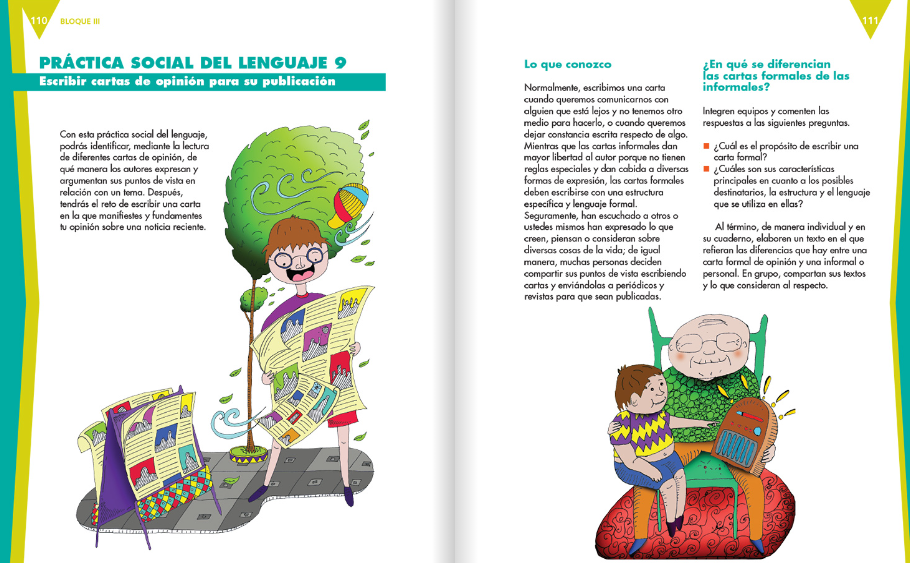 110
BLOQUE III
PRÁCTICA SOCIAL DEL LENGUAJE 9
Escribir cartas de opinión para su publicación
Con esta práctica social del lenguaje,
podrás identificar, mediante la lectura
de diferentes cartas de opinión, de
qué manera los autores expresan y
argumentan sus puntos de vista en
relación con un tema. Después,
tendrás el reto de escribir una carta
en la que manifiestes y fundamentes
tu opinión sobre una noticia reciente.
111
Lo que conozco
Normalmente, escribimos una carta
cuando queremos comunicarnos con
alguien que está lejos y no tenemos otro
medio para hacerlo, o cuando queremos
dejar constancia escrita respecto de algo.
Mientras que las cartas informales dan
mayor libertad al autor porque no tienen
reglas especiales y dan cabida a diversas
formas de expresión, las cartas formales
deben escribirse con una estructura
específica y lenguaje formal.
Seguramente, han escuchado a otros o
ustedes mismos han expresado lo que
creen, piensan o consideran sobre
diversas cosas de la vida; de igual
manera, muchas personas deciden
compartir sus puntos de vista escribiendo
cartas y enviándolas a periódicos y
revistas para que sean publicadas.
¿En qué se diferencian
las cartas formales de las
informales?
Integren equipos y comenten las
respuestas a las siguientes preguntas.
¿Cuál es el propósito de escribir una
carta formal?
¿Cuáles son sus características
principales en cuanto a los posibles
destinatarios, la estructura y el lenguaje
que se utiliza en ellas?
Al término, de manera individual y en
su cuaderno, elaboren un texto en el que
refieran las diferencias que hay entre una
carta formal de opinión y una informal o
personal. En grupo, compartan sus textos
y lo que consideran al respecto.